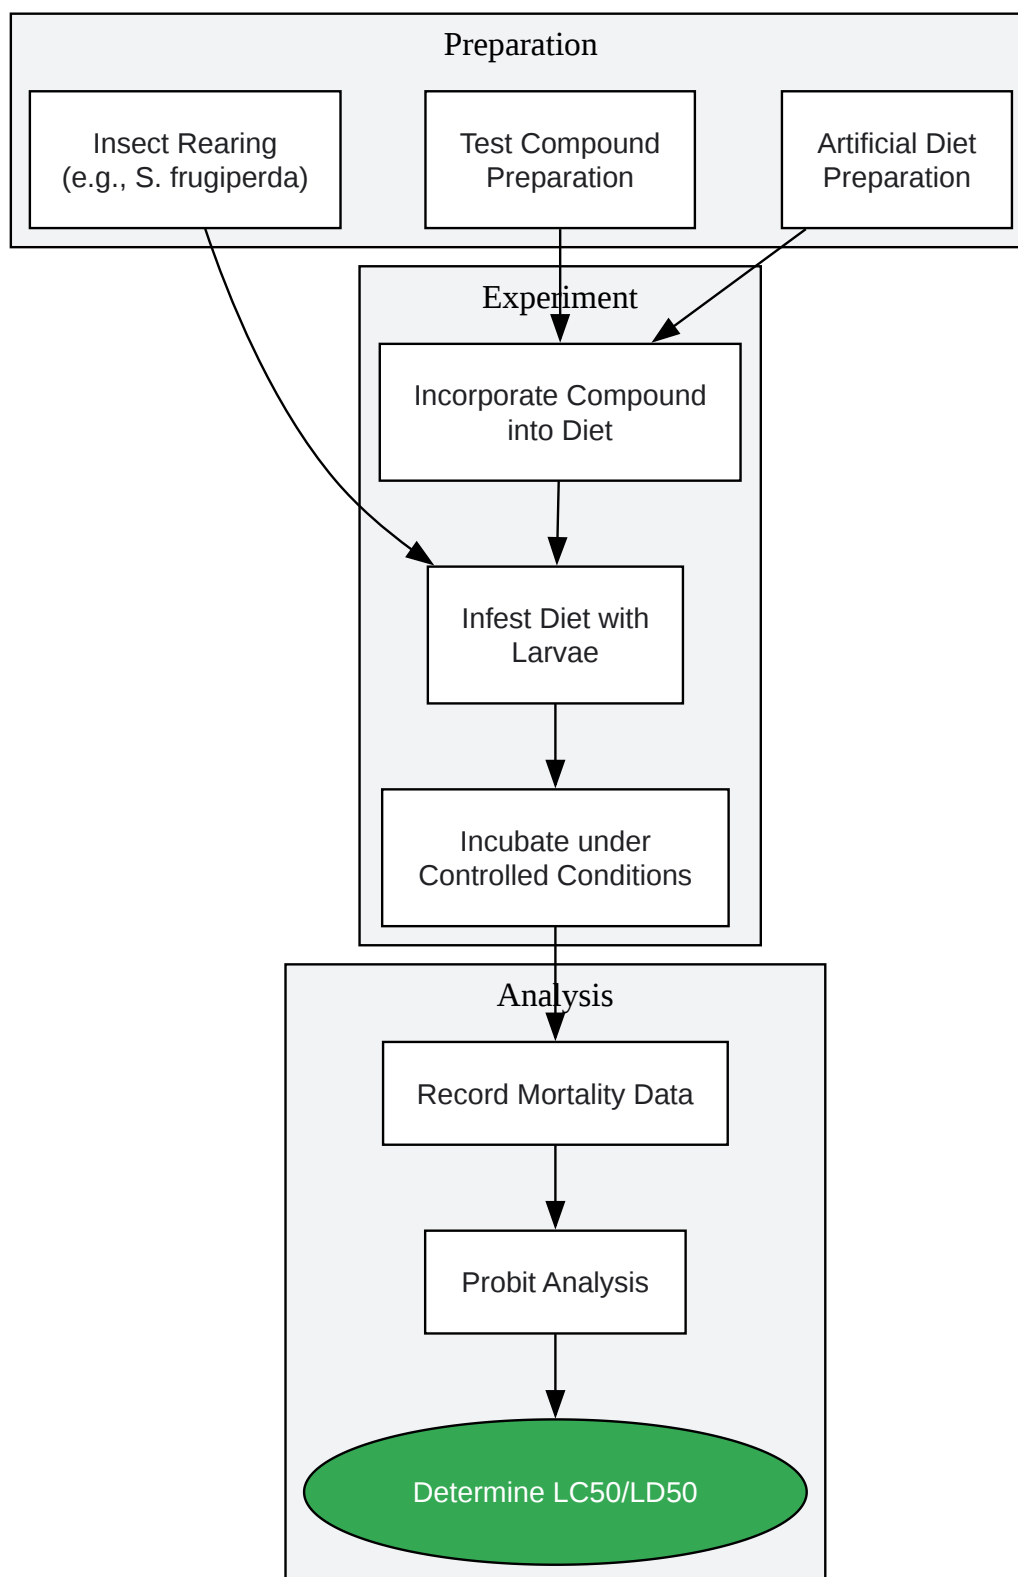 Preparation
Insect Rearing
(e.g., S. frugiperda)
Test Compound
Preparation
Artificial Diet
Preparation
Experiment
Incorporate Compound
into Diet
Infest Diet with
Larvae
Incubate under
Controlled Conditions
Analysis
Record Mortality Data
Probit Analysis
Determine LC50/LD50